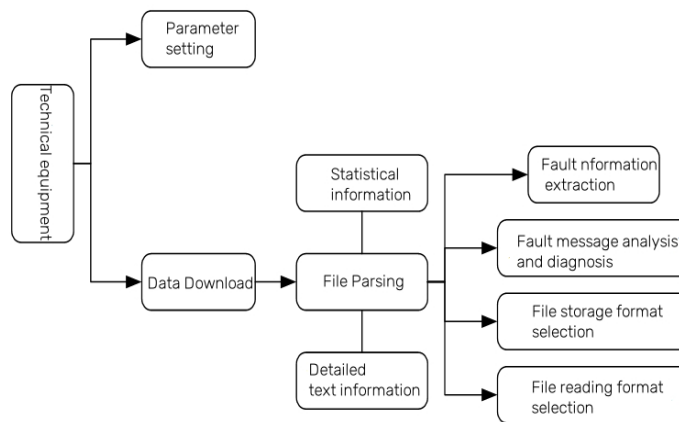 Parameter
setting
Technical equipment
Statistical
information
Fault nformation
extraction
Fault message analysis
and diagnosis
Data Download
File Parsing
File storage format
selection
Detailed
text information
File reading format
selection